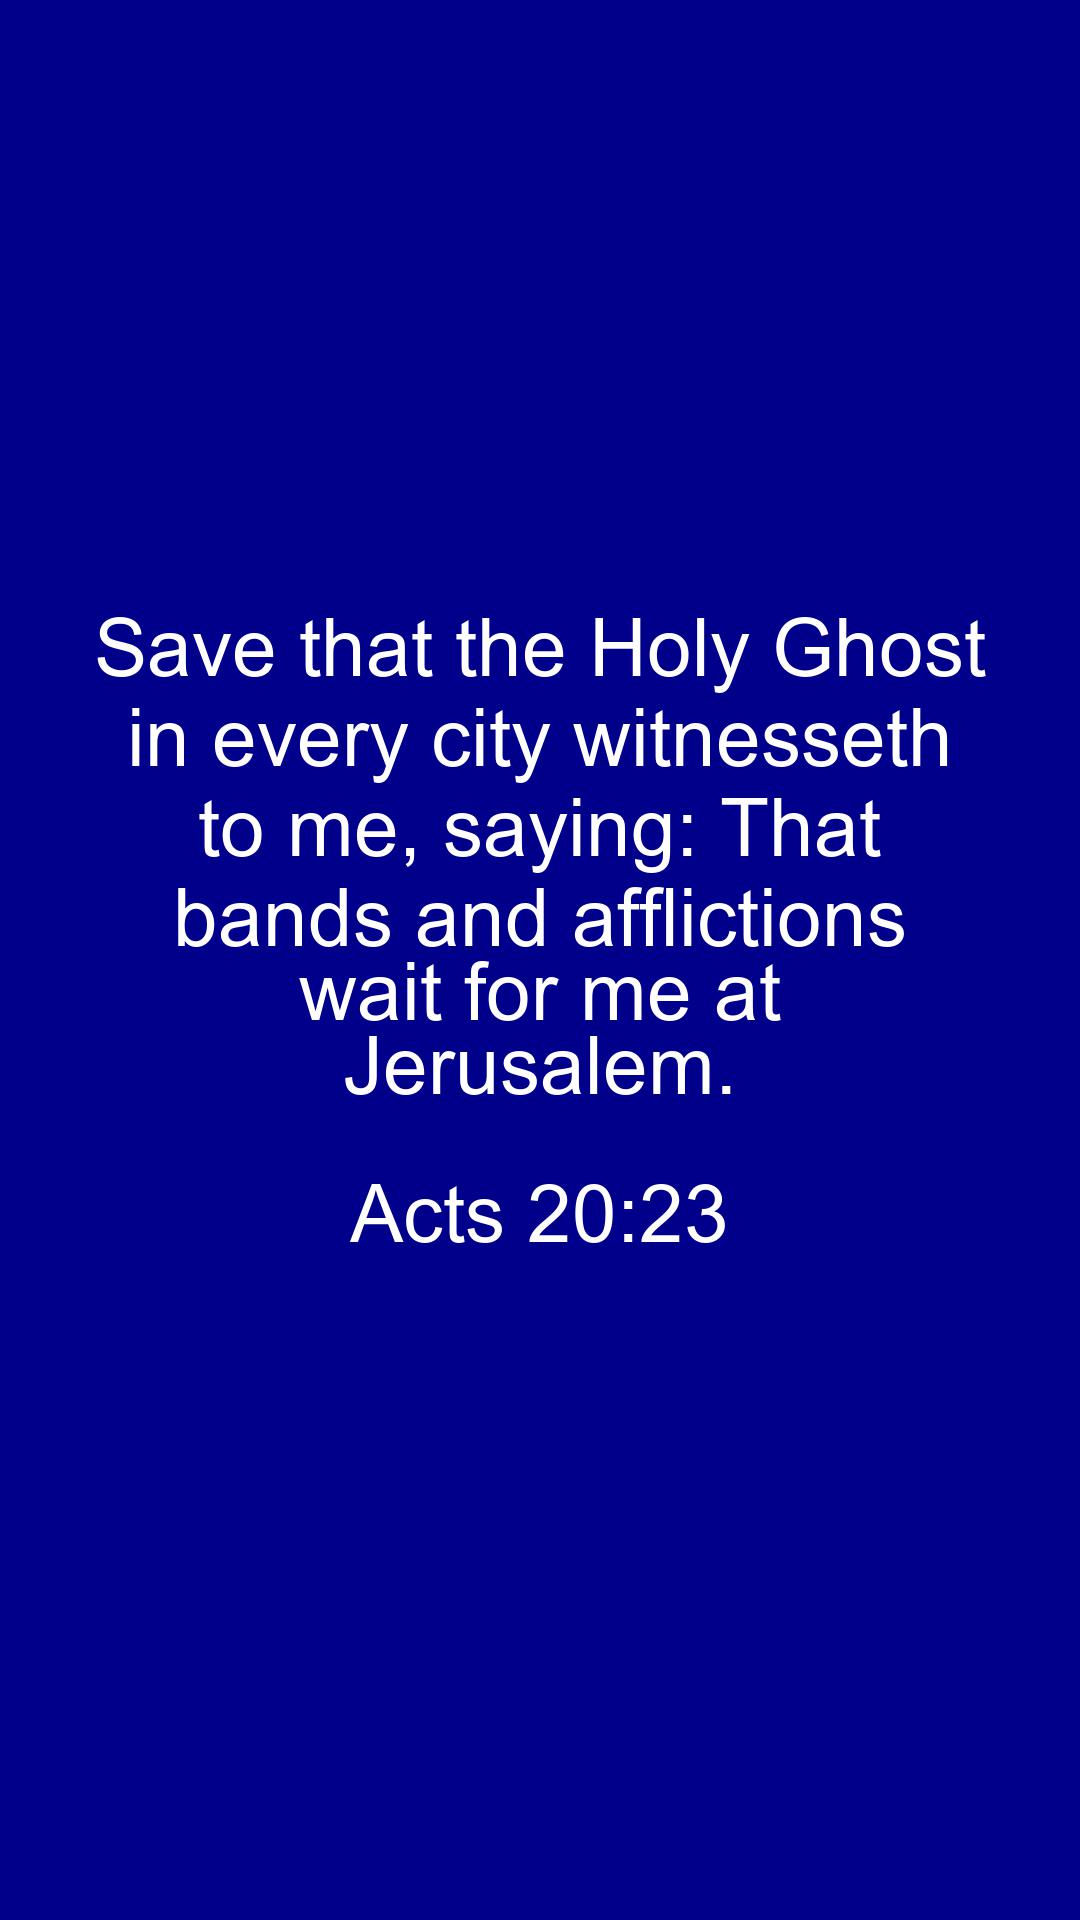 Save that the Holy Ghost
in every city witnesseth
to me, saying: That
bands and afflictions
wait for me at
Jerusalem.
Acts 20:23